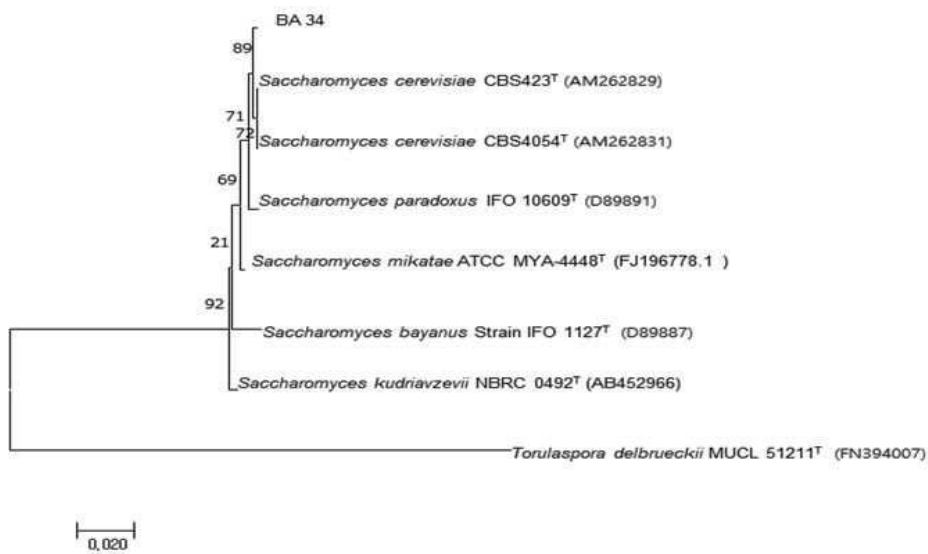 BA 34
89
Saccharomyces cerevisiae CBS423ᵀ (AM262829)
71
72
Saccharomyces cerevisiae CBS4054ᵀ (AM262831)
69
Saccharomyces paradoxus IFO 10609ᵀ (D89891)
21
Saccharomyces mikatae ATCC MYA-4448ᵀ (FJ196778.1 )
92
Saccharomyces bayanus Strain IFO 1127ᵀ (D89887)
Saccharomyces kudriavzevii NBRC 0492ᵀ (AB452966)
Torulaspora delbrueckii MUCL 51211ᵀ (FN394007)
0,020